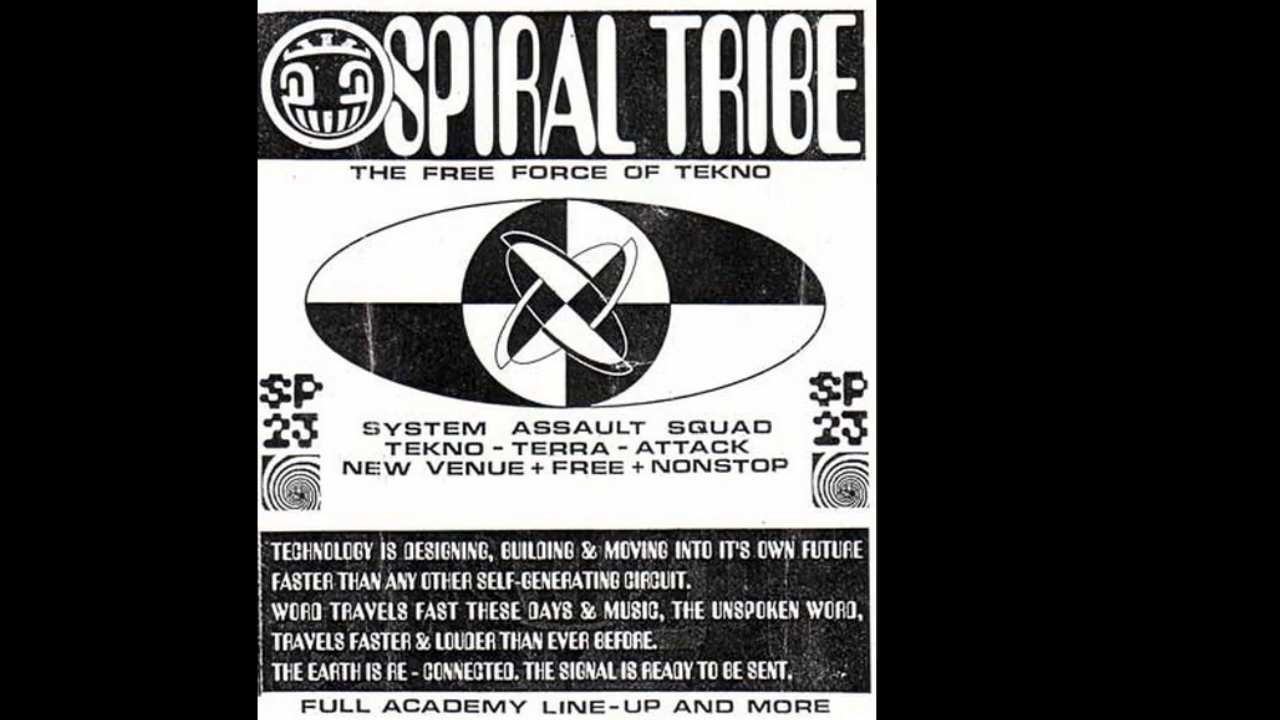 SPIRAL TRIBE
THE FREE FORCE OF TEKNO
SP
23
SP
23
SYSTEM ASSAULT SQUAD
TEKNO - TERRA - ATTACK
NEW VENUE + FREE + NONSTOP
TECHNOLOGY IS DESIGNING, BUILDING & MOVING INTO IT'S OWN FUTURE
FASTER THAN ANY OTHER SELF-GENERATING CIRCUIT.
WORD TRAVELS FAST THESE DAYS & MUSIC, THE UNSPOKEN WORD,
TRAVELS FASTER & LOUDER THAN EVER BEFORE.
THE EARTH IS RE - CONNECTED. THE SIGNAL IS READY TO BE SENT.
FULL ACADEMY LINE-UP AND MORE